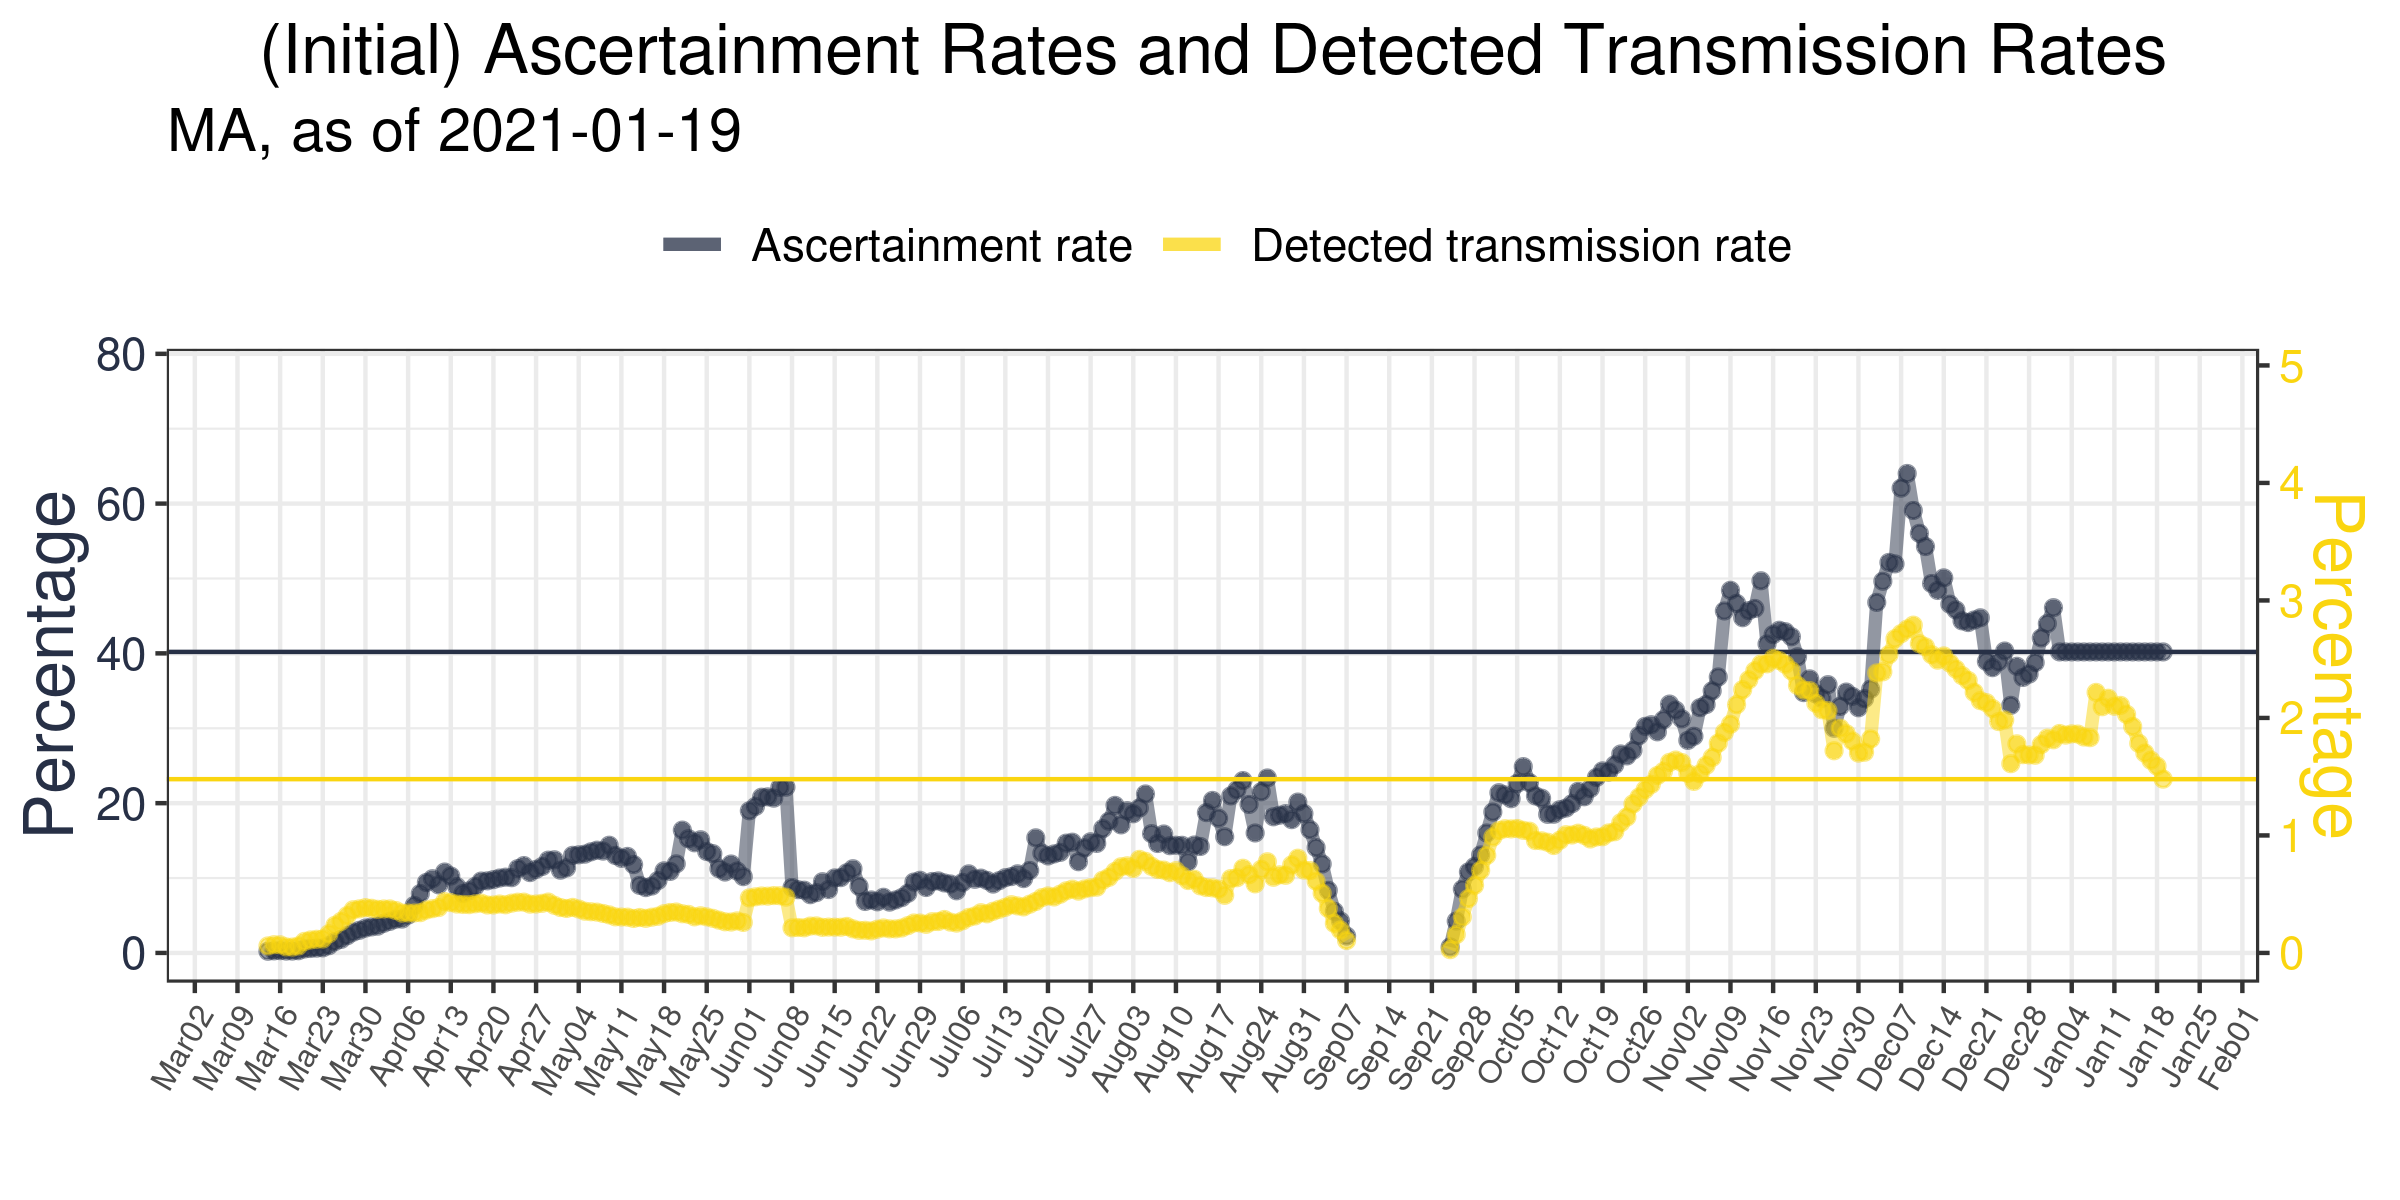 (Initial) Ascertainment Rates and Detected Transmission Rates
MA, as of 2021-01-19
Ascertainment rate
Detected transmission rate
Percentage
80
60
40
20
0
5
4
3
2
1
0
Percentage
Mar02
Mar09
Mar16
Mar23
Mar30
Apr06
Apr13
Apr20
Apr27
May04
May11
May18
May25
Jun01
Jun08
Jun15
Jun22
Jun29
Jul06
Jul13
Jul20
Jul27
Aug03
Aug10
Aug17
Aug24
Aug31
Sep07
Sep14
Sep21
Sep28
Oct05
Oct12
Oct19
Oct26
Nov02
Nov09
Nov16
Nov23
Nov30
Dec07
Dec14
Dec21
Dec28
Jan04
Jan11
Jan18
Jan25
Feb01